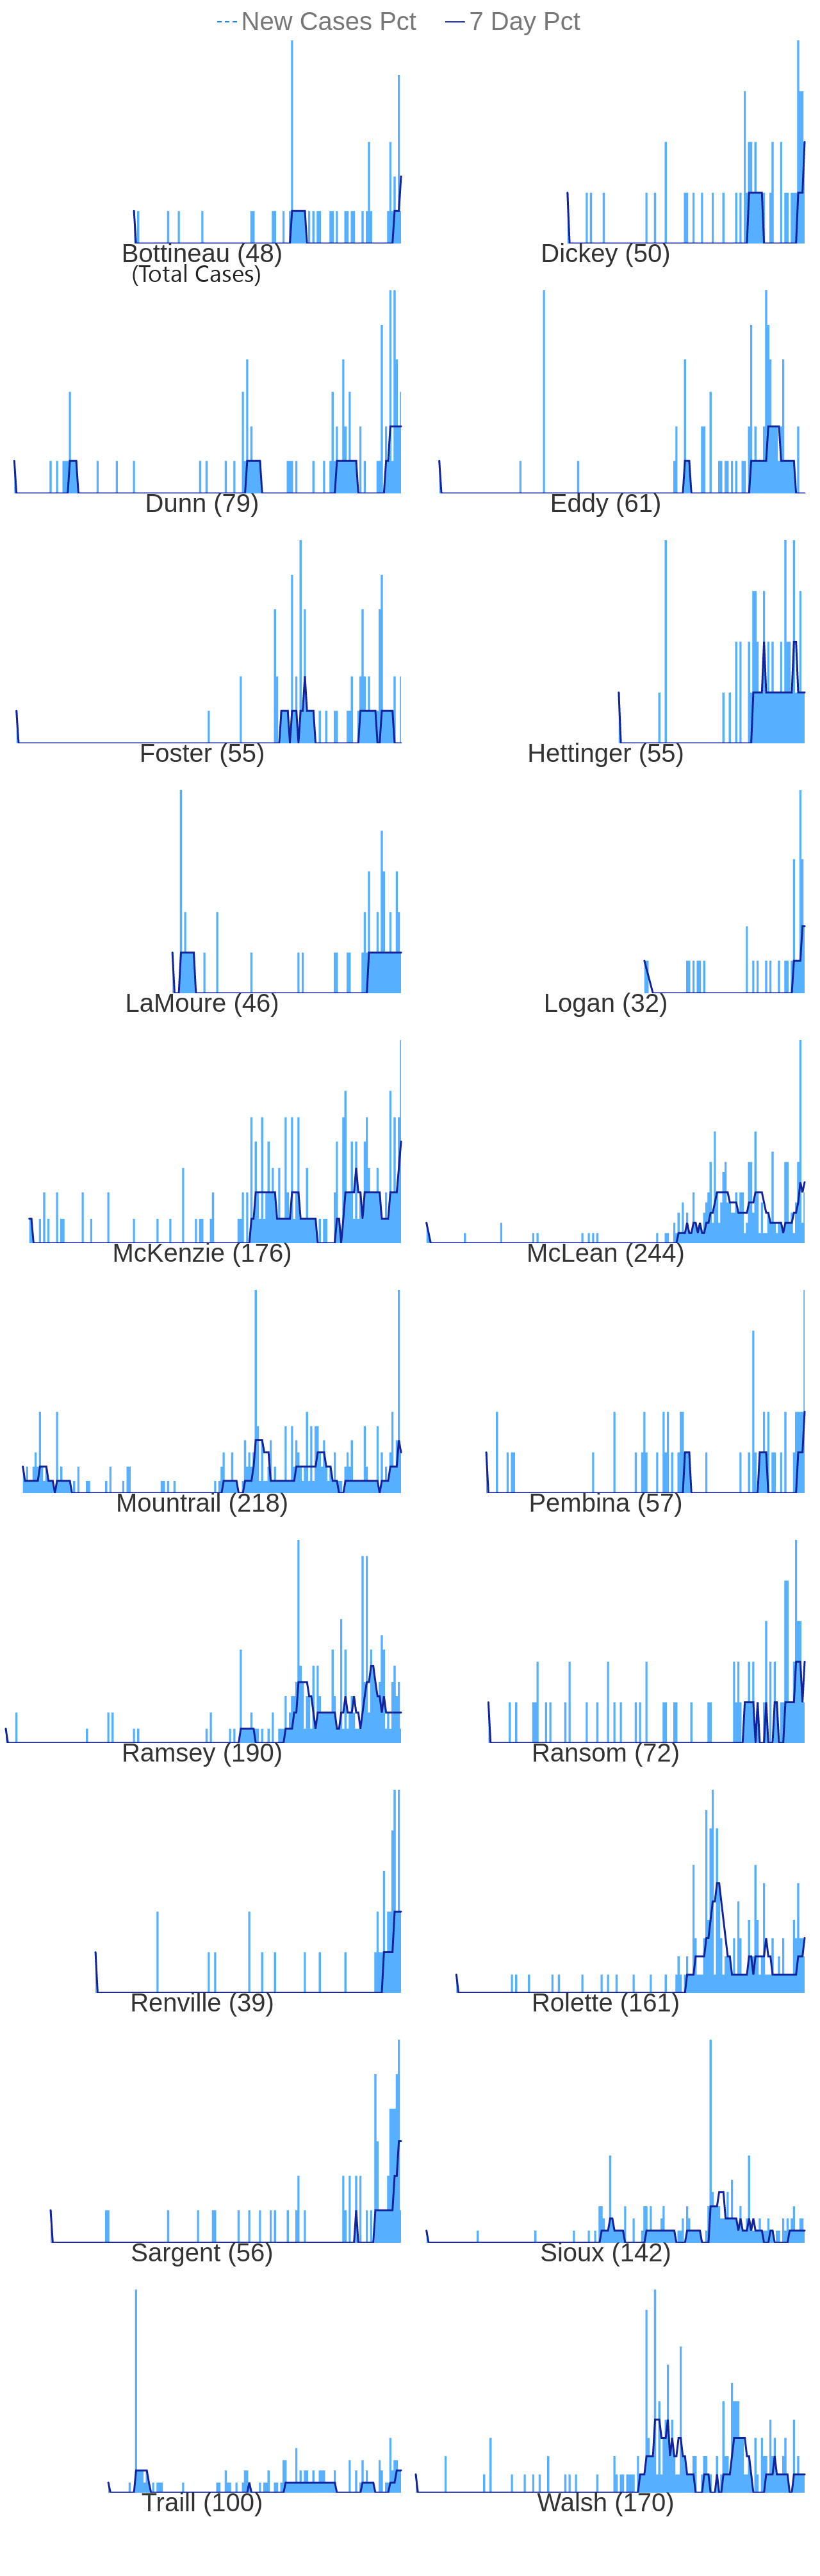 New Cases Pct 7 Day Pct
Bottineau (48) Dickey (50)
(Total Cases)
Dunn (79) Eddy (61)
Foster (55) Hettinger (55)
LaMoure (46) Logan (32)
McKenzie (176) McLean (244)
Mountrail (218) Pembina (57)
Ramsey (190) Ransom (72)
Renville (39) Rolette (161)
Sargent (56) Sioux (142)
Traill (100) Walsh (170)